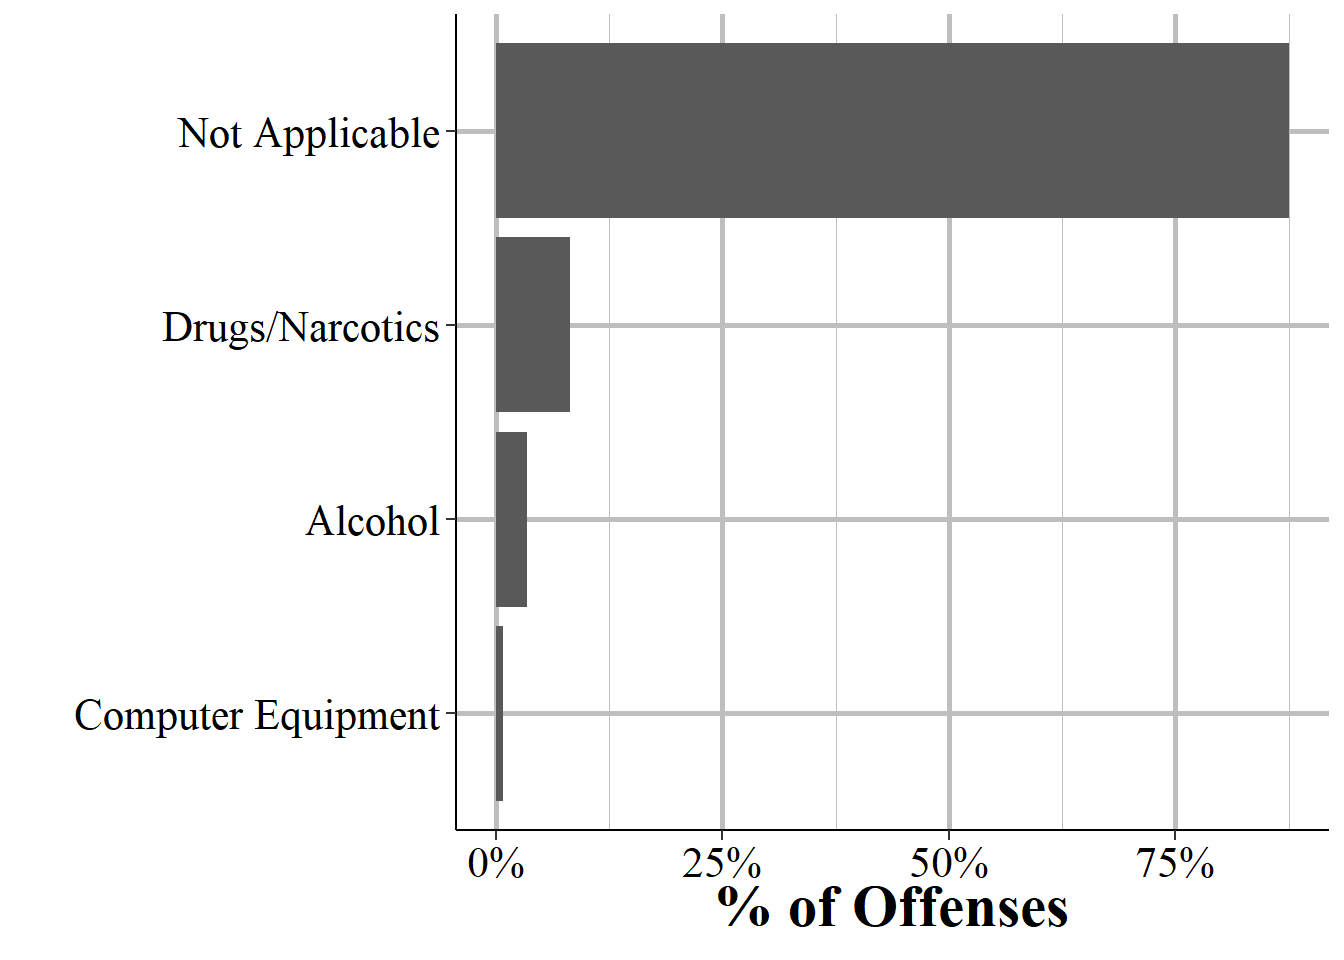 Not Applicable
Drugs/Narcotics
Alcohol
Computer Equipment
0% 25% 50% 75%
% of Offenses